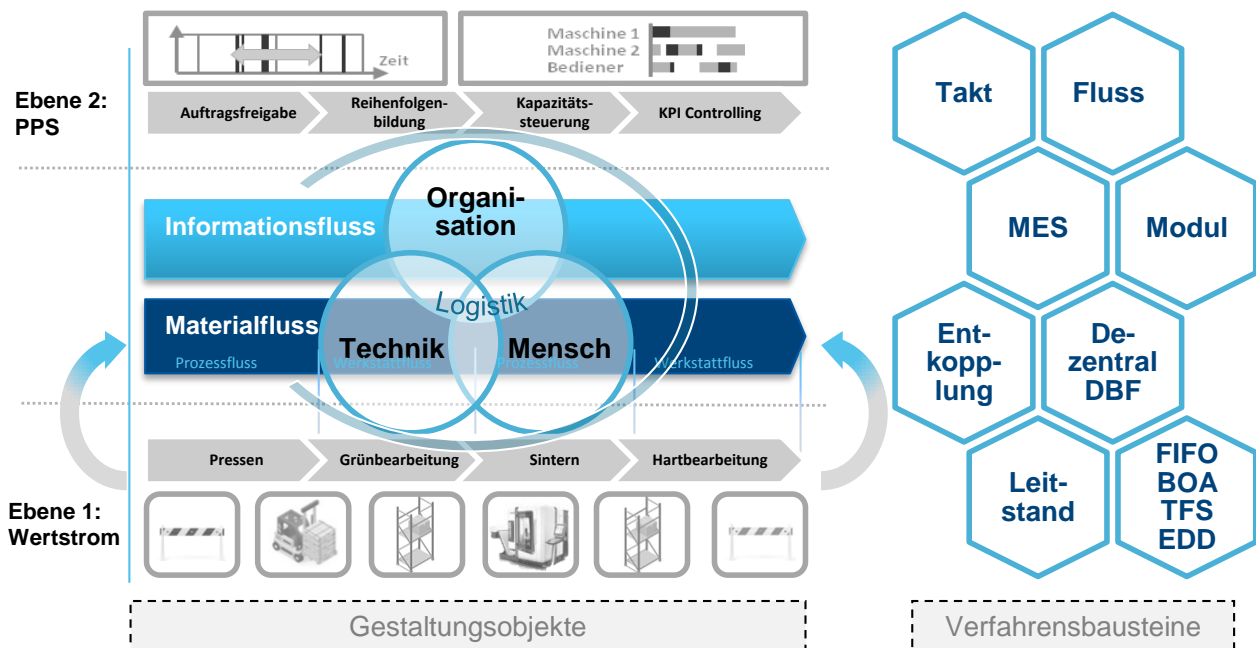 Zeit
Maschine 1
Maschine 2
Bediener
Ebene 2:
PPS
Auftragsfreigabe
Reihenfolgen-
bildung
Kapazitäts-
steuerung
KPI Controlling
Organi-
sation
Informationsfluss
Logistik
Materialfluss
Technik
Mensch
Prozessfluss
Werkstattfluss
Prozessfluss
Werkstattfluss
Pressen
Grünbearbeitung
Sintern
Hartbearbeitung
Ebene 1:
Wertstrom
Gestaltungsobjekte
Takt
Fluss
MES
Modul
Ent-
kopp-
lung
De-
zentral
DBF
Leit-
stand
FIFO
BOA
TFS
EDD
Verfahrensbausteine